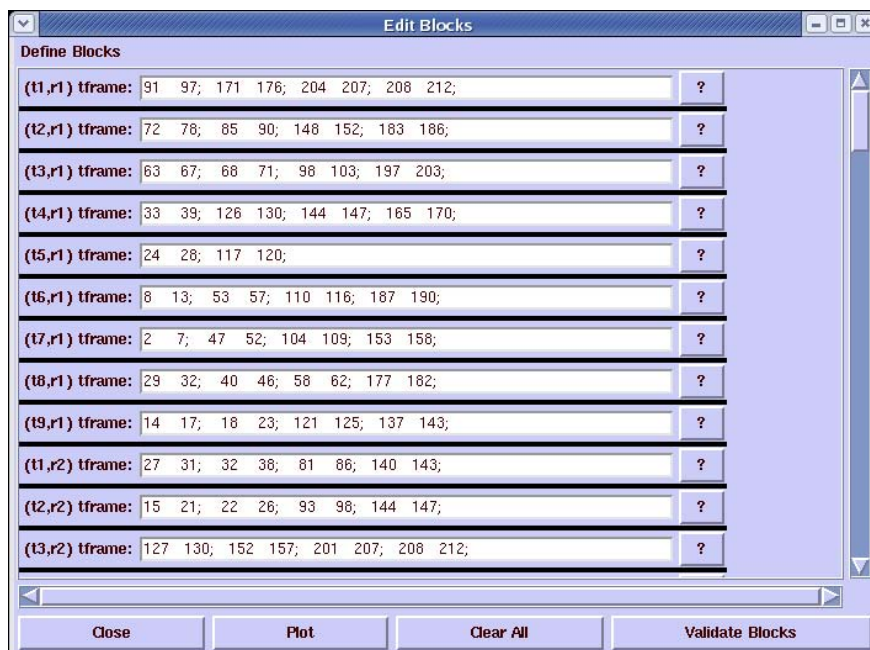 Edit Blocks
Define Blocks
(t1,r1) tframe: 91 97; 171 176; 204 207; 208 212; ?
(t2,r1) tframe: 72 78; 85 90; 148 152; 183 186; ?
(t3,r1) tframe: 63 67; 68 71; 98 103; 197 203; ?
(t4,r1) tframe: 33 39; 126 130; 144 147; 165 170; ?
(t5,r1) tframe: 24 28; 117 120; ?
(t6,r1) tframe: 8 13; 53 57; 110 116; 187 190; ?
(t7,r1) tframe: 2 7; 47 52; 104 109; 153 158; ?
(t8,r1) tframe: 29 32; 40 46; 58 62; 177 182; ?
(t9,r1) tframe: 14 17; 18 23; 121 125; 137 143; ?
(t1,r2) tframe: 27 31; 32 38; 81 86; 140 143; ?
(t2,r2) tframe: 15 21; 22 26; 93 98; 144 147; ?
(t3,r2) tframe: 127 130; 152 157; 201 207; 208 212; ?
Close Plot Clear All Validate Blocks